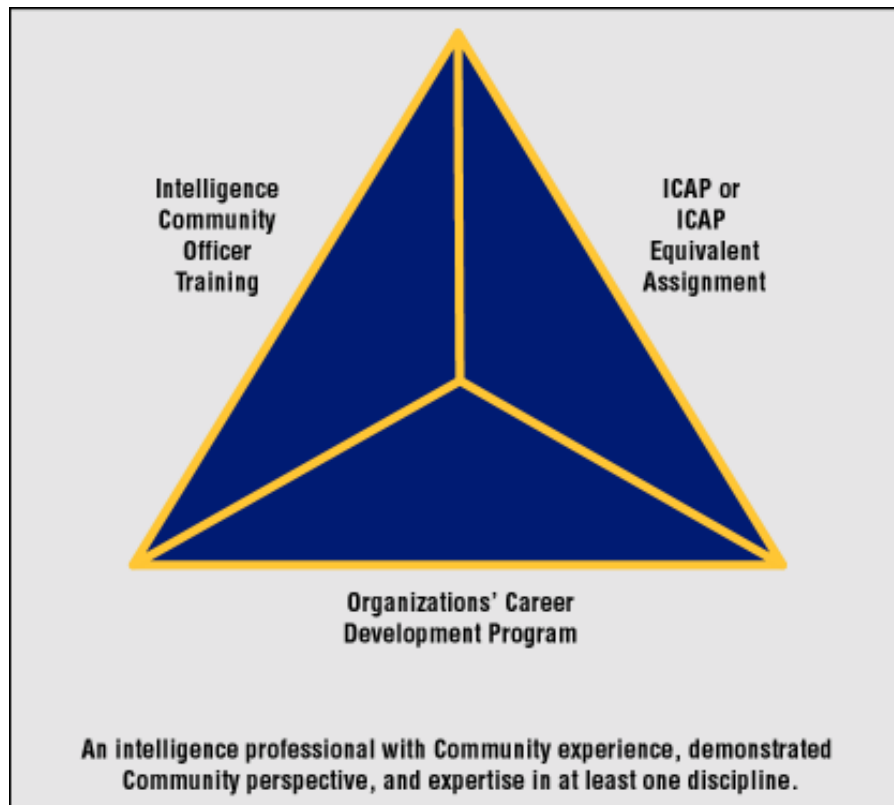 Intelligence
Community
Officer
Training
ICAP or
ICAP
Equivalent
Assignment
Organizations’ Career
Development Program
An intelligence professional with Community experience, demonstrated
Community perspective, and expertise in at least one discipline.